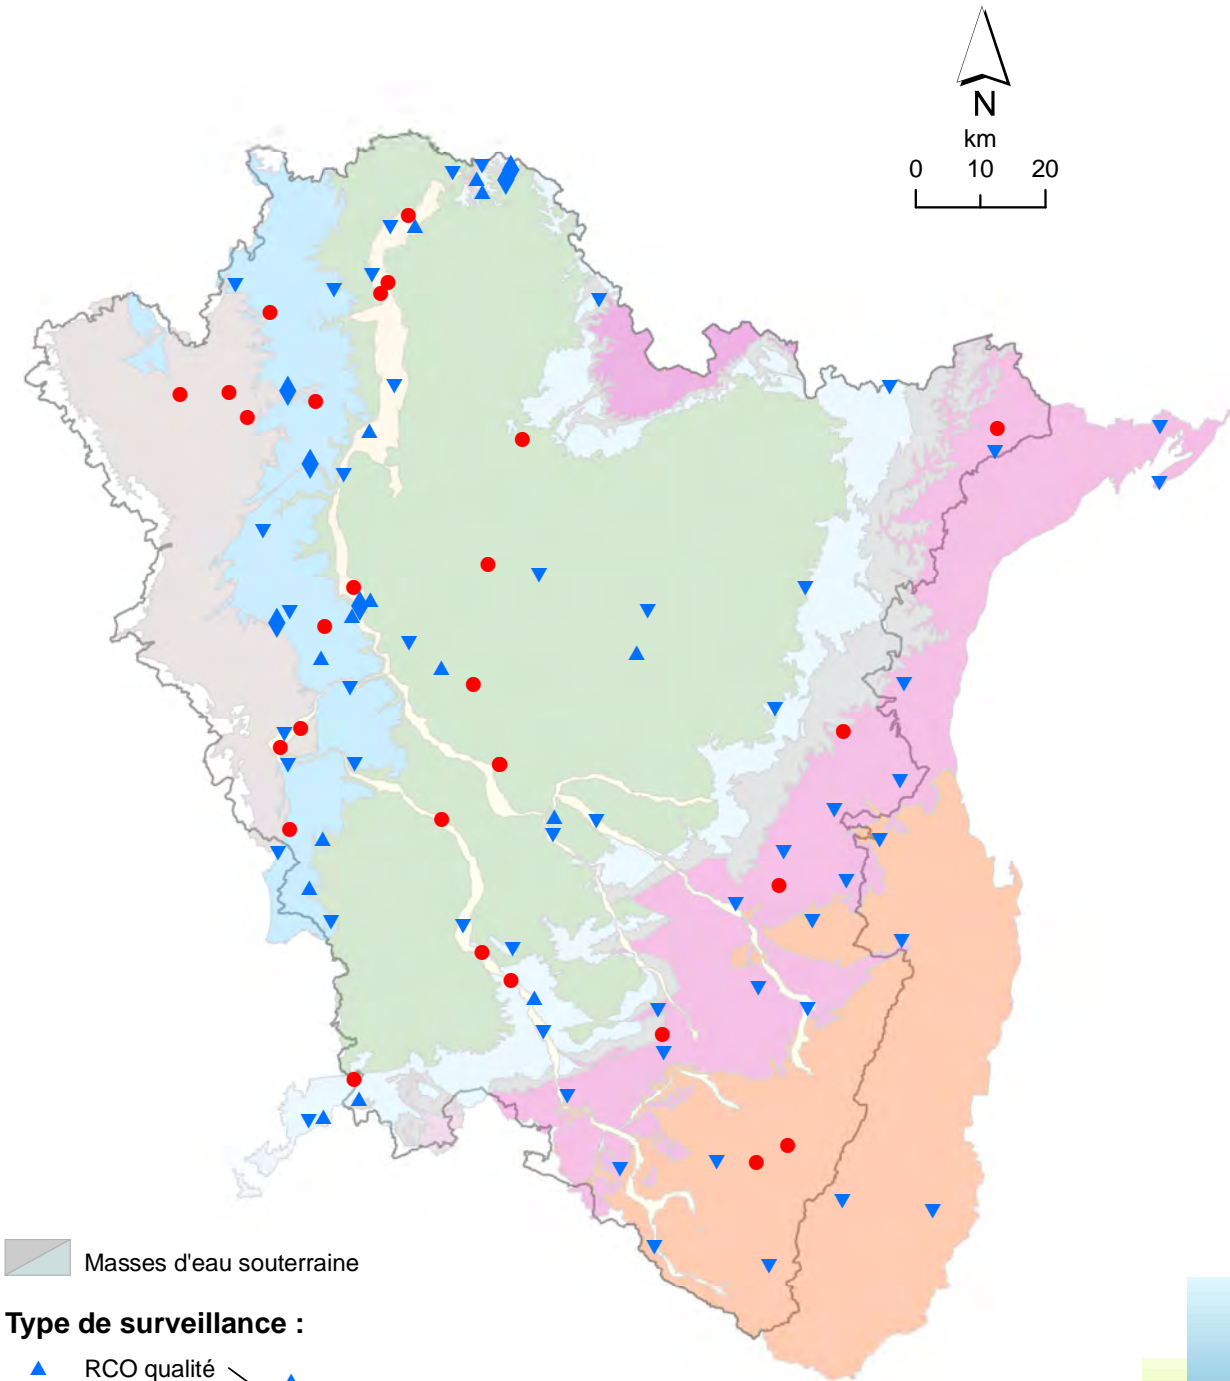 N
km
0 10 20
Masses d'eau souterraine
Type de surveillance :
RCO qualité